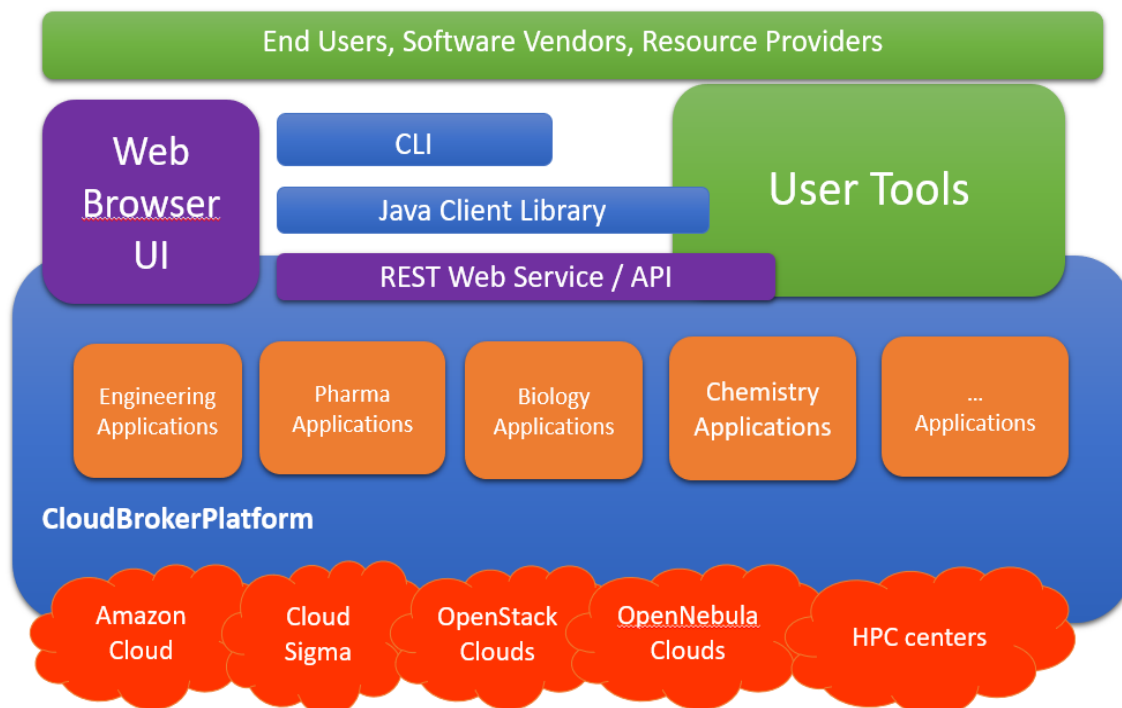 End Users, Software Vendors, Resource Providers
Web
Browser
UI
CLI
Java Client Library
REST Web Service / API
User Tools
Engineering
Applications
Pharma
Applications
Biology
Applications
Chemistry
Applications
...
Applications
CloudBrokerPlatform
Amazon
Cloud
Cloud
Sigma
OpenStack
Clouds
OpenNebula
Clouds
HPC centers